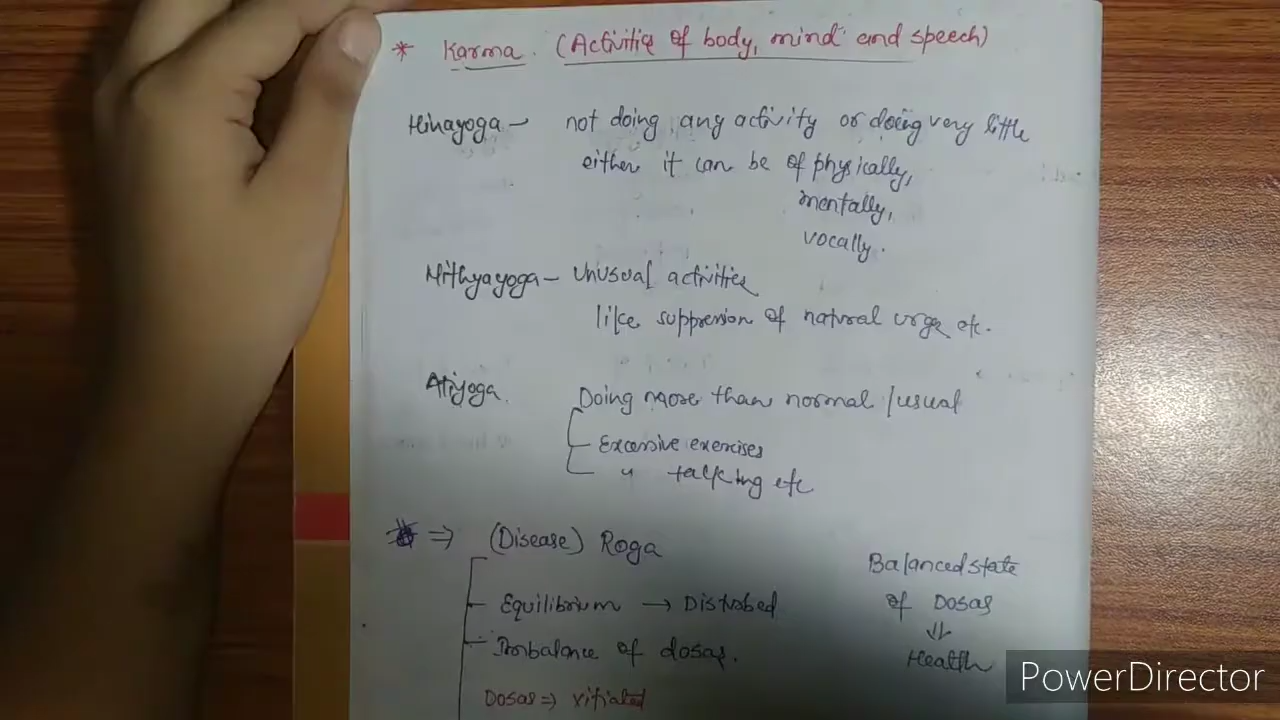 * Karma. (Activitie of body, mind and speech)
Hinayoga - not doing any activity or doing very little
either it can be of physically,
mentally,
vocally.
Mithyayoga - Unusual activities
like suppression of natural urge etc.
Atiyoga. Doing more than normal / usual
Excessive exercises
" talking etc
⇒ (Disease) Roga
Equilibrium → Distrbed
Imbalance of dosas.
Dosas ⇒ vitiated
Balanced state
of Dosas
⇓
Health
PowerDirector